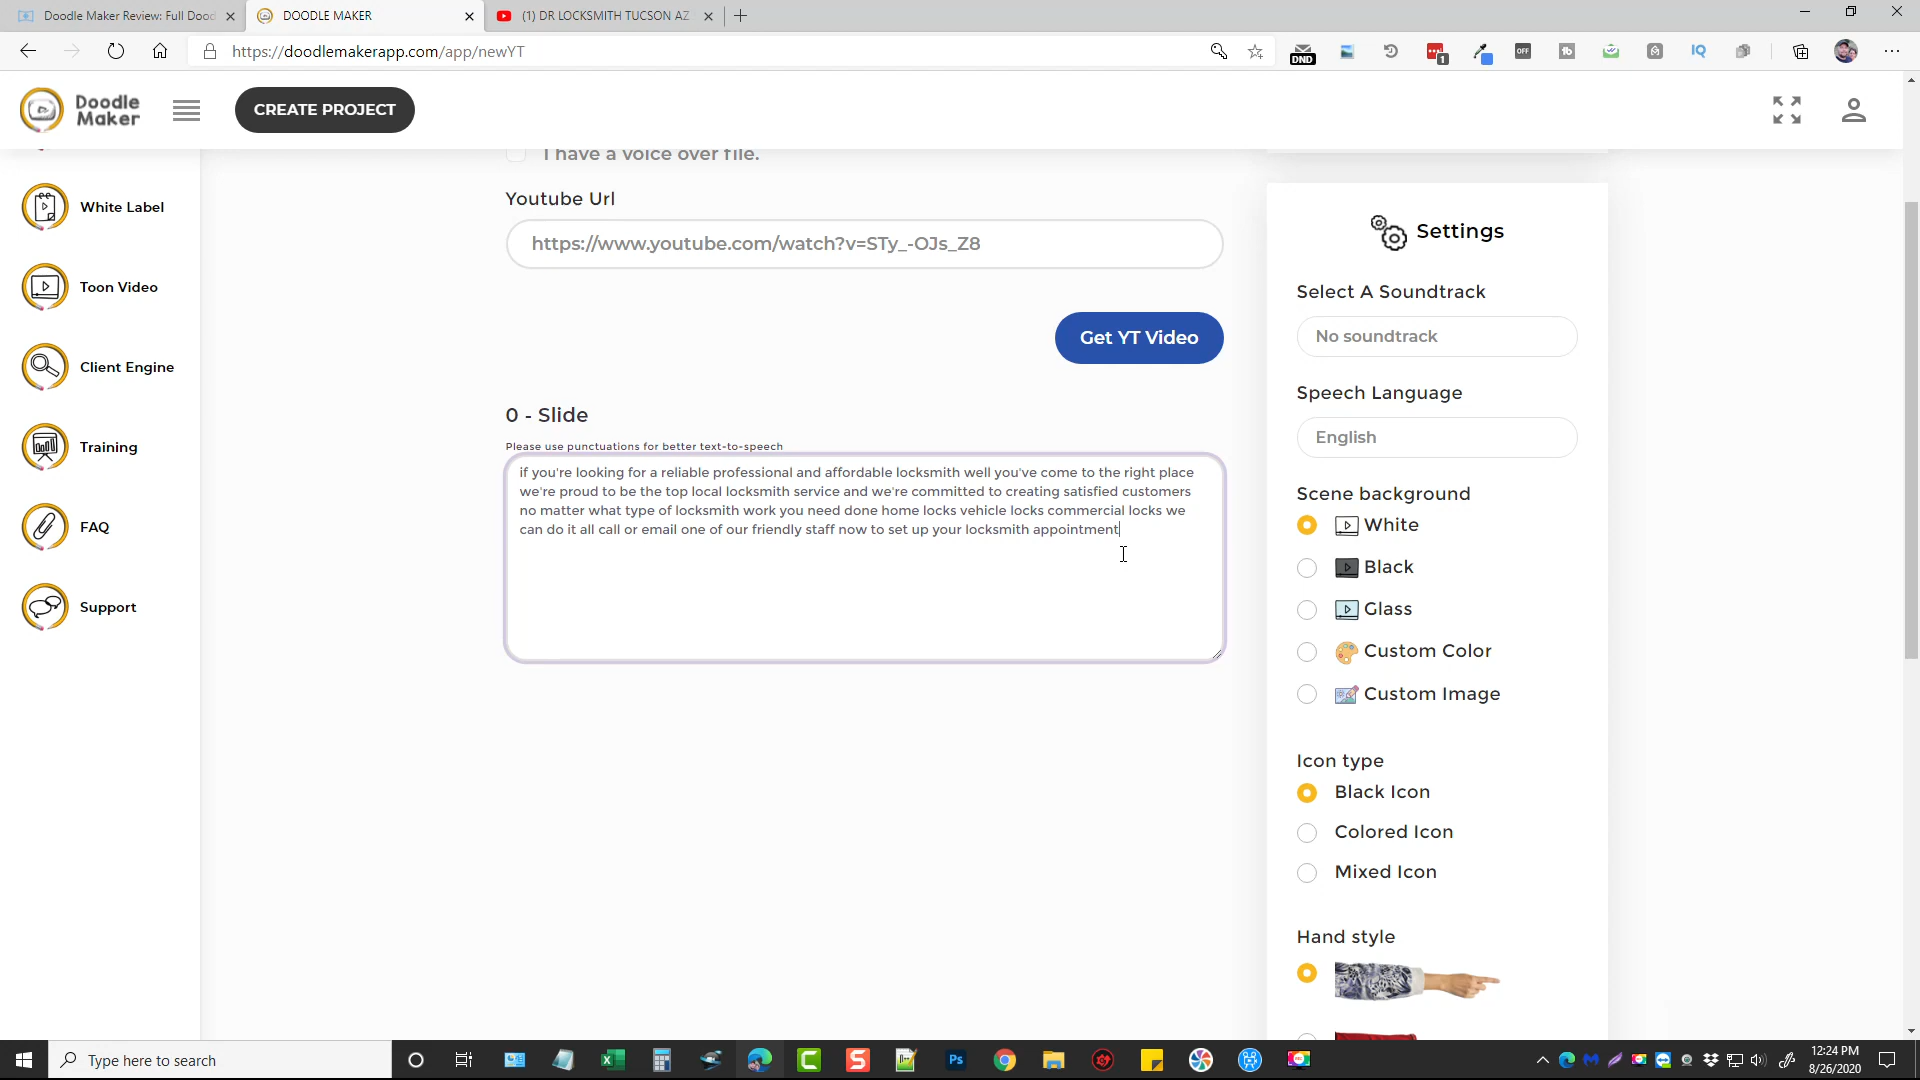 Doodle Maker Review: Full Dood
DOODLE MAKER
(1) DR LOCKSMITH TUCSON AZ
https://doodlemakerapp.com/app/newYT
DND
1
OFF
IQ
Doodle
Maker
CREATE PROJECT
I have a voice over file.
White Label
Toon Video
Client Engine
Training
FAQ
Support
Youtube Url
https://www.youtube.com/watch?v=STy_-OJs_Z8
Get YT Video
0 - Slide
Please use punctuations for better text-to-speech
if you're looking for a reliable professional and affordable locksmith well you've come to the right place
we're proud to be the top local locksmith service and we're committed to creating satisfied customers
no matter what type of locksmith work you need done home locks vehicle locks commercial locks we
can do it all call or email one of our friendly staff now to set up your locksmith appointment
Settings
Select A Soundtrack
No soundtrack
Speech Language
English
Scene background
White
Black
Glass
Custom Color
Custom Image
Icon type
Black Icon
Colored Icon
Mixed Icon
Hand style
Type here to search
Ps
12:24 PM
8/26/2020